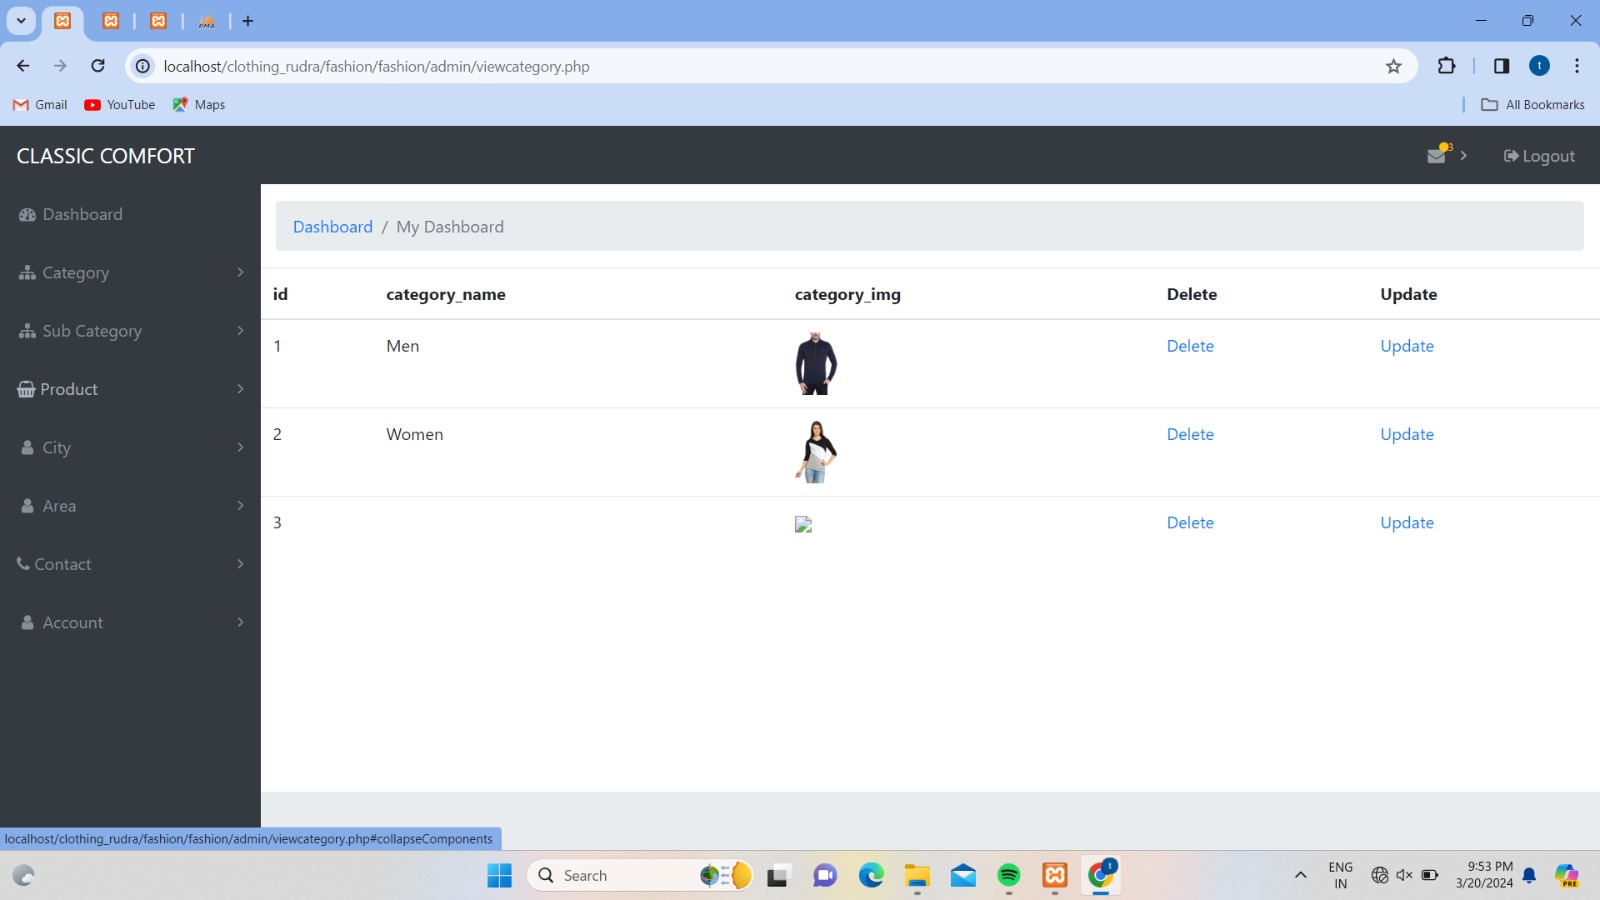 PMA
localhost/clothing_rudra/fashion/fashion/admin/viewcategory.php
t
Gmail
YouTube
Maps
All Bookmarks
CLASSIC COMFORT
3
Logout
Dashboard
Category
Sub Category
Product
City
Area
Contact
Account
Dashboard / My Dashboard
id category_name category_img Delete Update
1 Men Delete Update
2 Women Delete Update
3 Delete Update
localhost/clothing_rudra/fashion/fashion/admin/viewcategory.php#collapseComponents
Search
t
ENG
IN
9:53 PM
3/20/2024
PRE